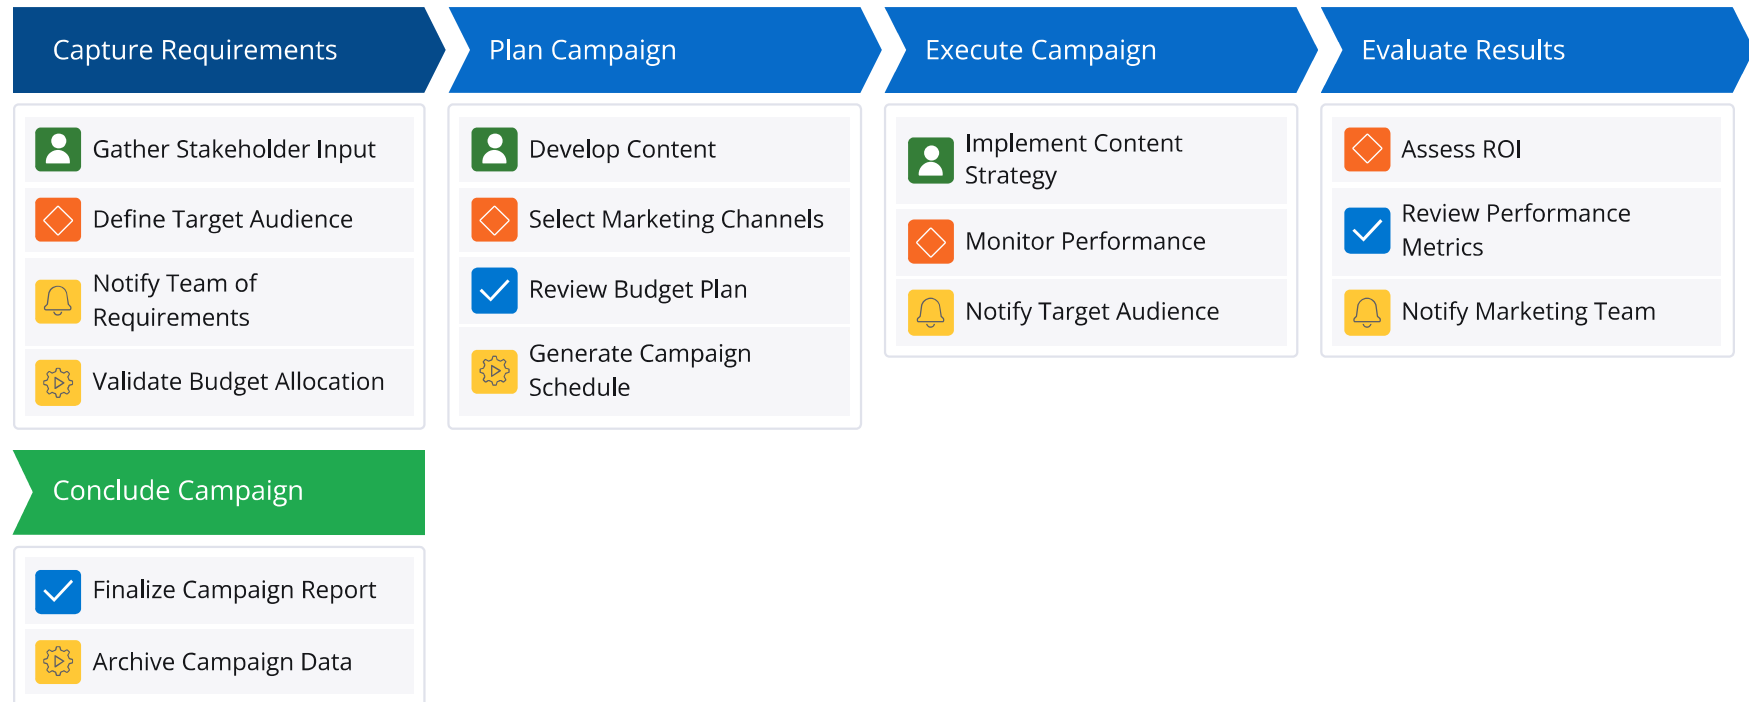 Capture Requirements
Gather Stakeholder Input
Define Target Audience
Notify Team of
Requirements
Validate Budget Allocation
Plan Campaign
Develop Content
Select Marketing Channels
Review Budget Plan
Generate Campaign
Schedule
Execute Campaign
Implement Content
Strategy
Monitor Performance
Notify Target Audience
Evaluate Results
Assess ROI
Review Performance
Metrics
Notify Marketing Team
Conclude Campaign
Finalize Campaign Report
Archive Campaign Data